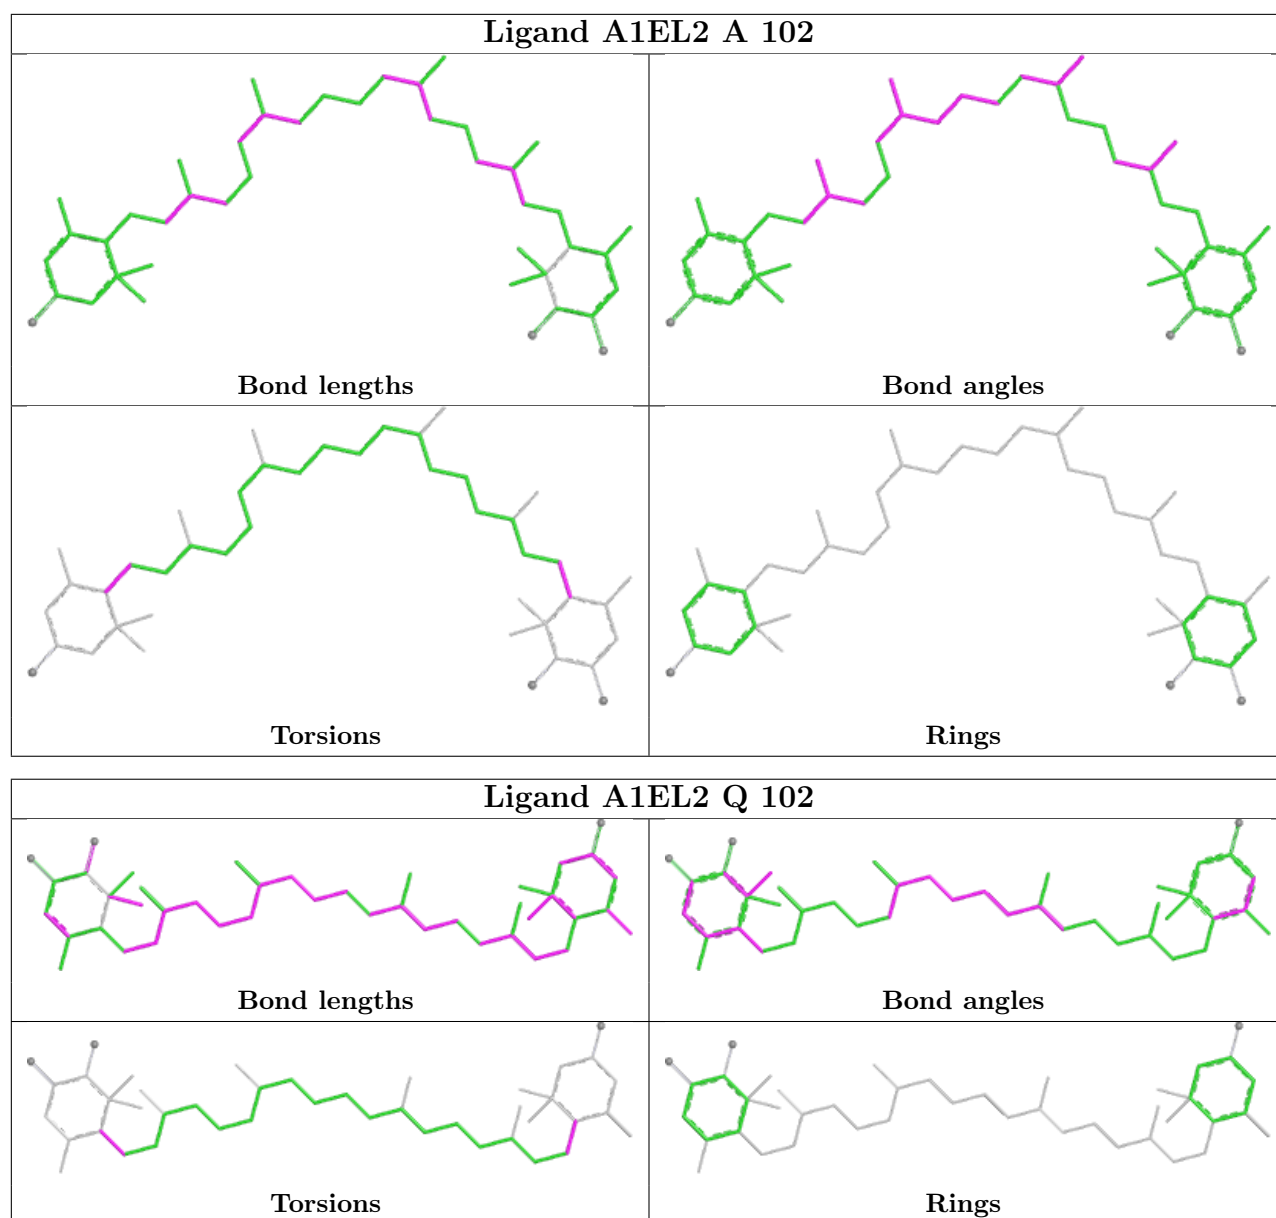 Ligand A1EL2 A 102
Bond lengths
Bond angles
Torsions
Rings
Ligand A1EL2 Q 102
Bond lengths
Bond angles
Torsions
Rings